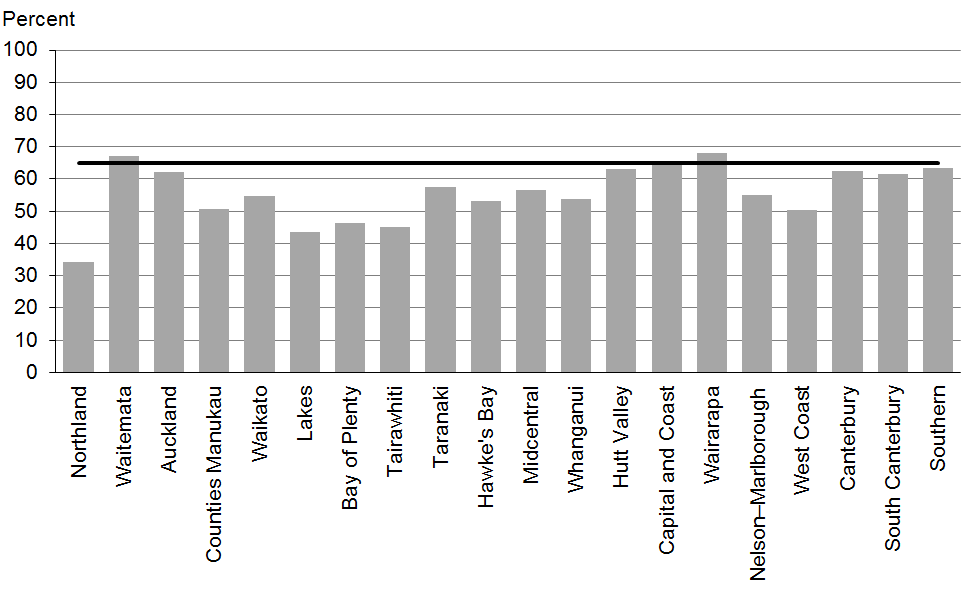 Percent
100
90
80
70
60
50
40
30
20
10
0
Northland
Waitemata
Auckland
Counties Manukau
Waikato
Lakes
Bay of Plenty
Tairawhiti
Taranaki
Hawke's Bay
Midcentral
Whanganui
Hutt Valley
Capital and Coast
Wairarapa
Nelson–Marlborough
West Coast
Canterbury
South Canterbury
Southern